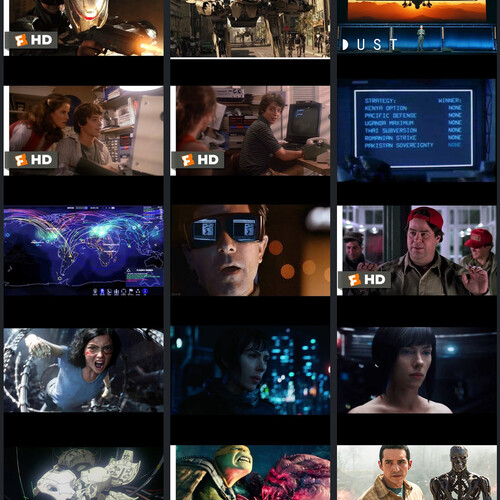 HD
DUST
HD
HD
STRATEGY: WINNER:
KENYA OPTION NONE
PACIFIC DEFENSE NONE
UGANDA MAXIMUM NONE
THAI SUBVERSION NONE
ROMANIAN STRIKE NONE
PAKISTAN SOVEREIGNTY NONE
HD